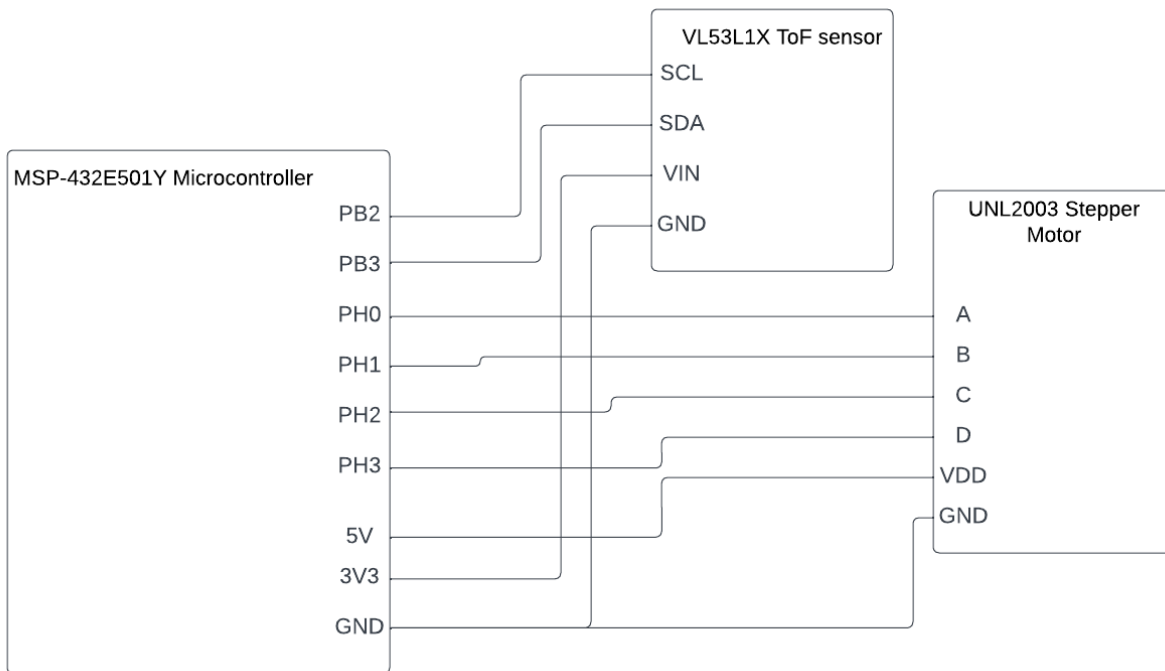 VL53L1X ToF sensor
SCL
SDA
VIN
GND
MSP-432E501Y Microcontroller
PB2
PB3
PH0
PH1
PH2
PH3
5V
3V3
GND
UNL2003 Stepper
Motor
A
B
C
D
VDD
GND